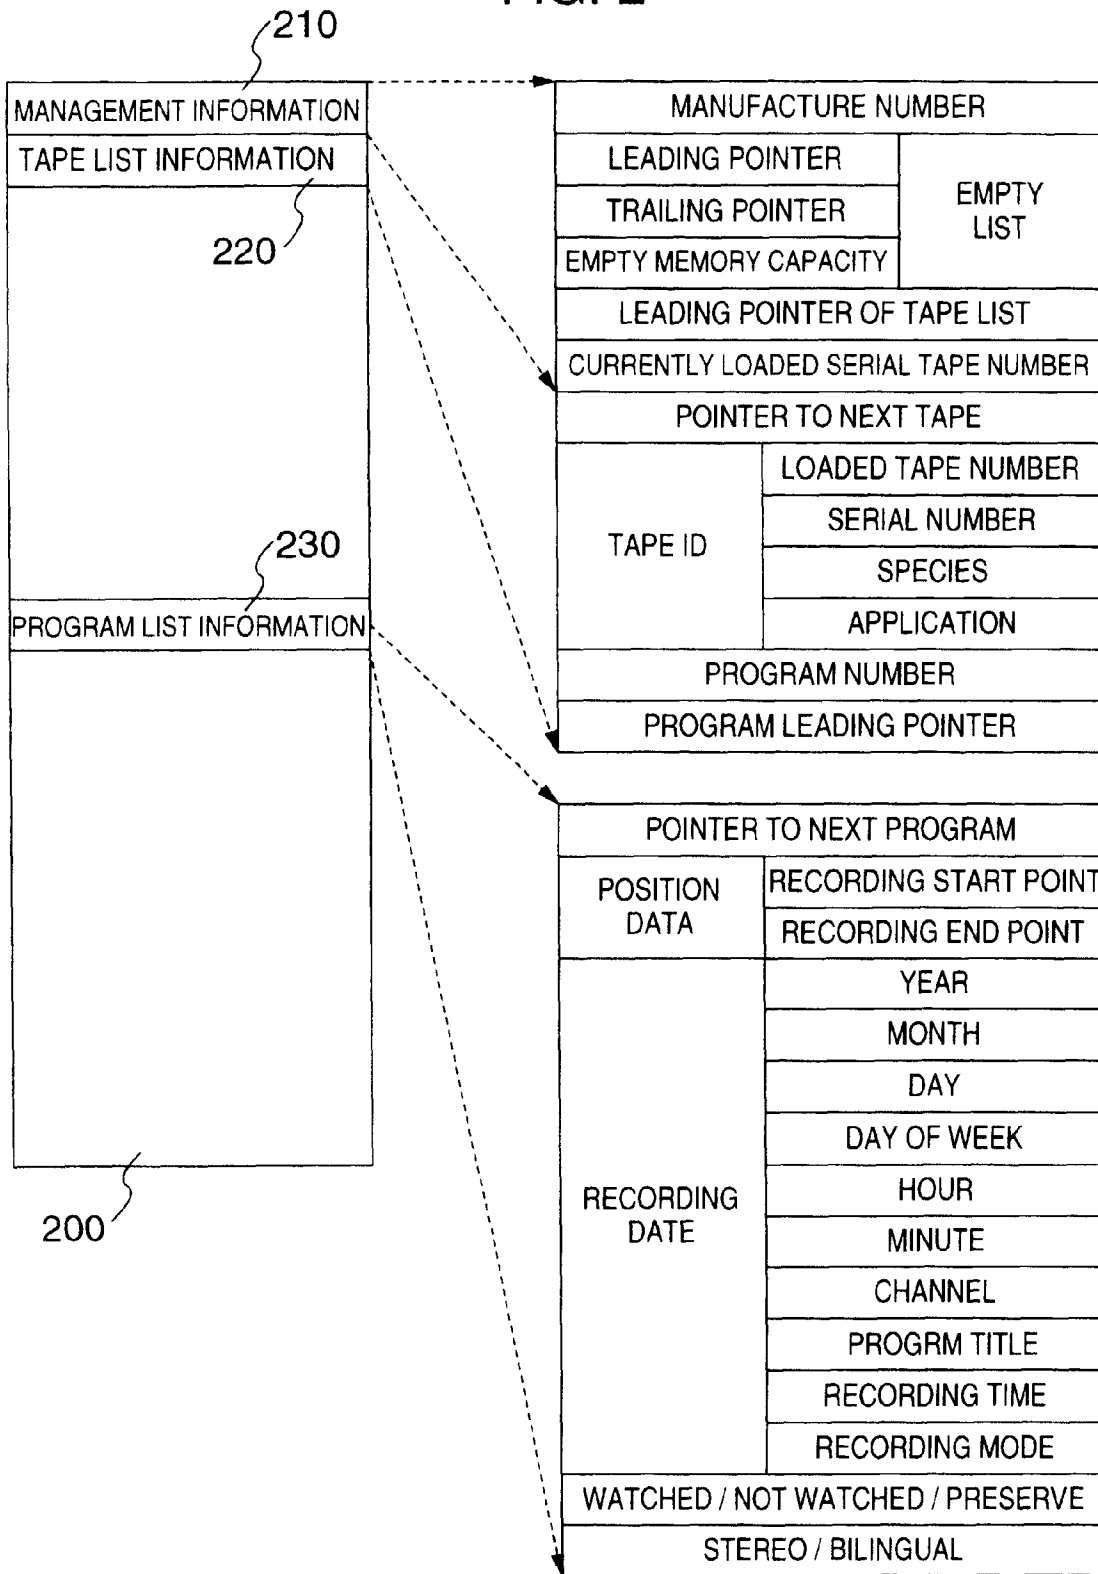 210
MANAGEMENT INFORMATION
TAPE LIST INFORMATION
220
230
PROGRAM LIST INFORMATION
200
MANUFACTURE NUMBER
LEADING POINTER
TRAILING POINTER
EMPTY MEMORY CAPACITY
EMPTY
LIST
LEADING POINTER OF TAPE LIST
CURRENTLY LOADED SERIAL TAPE NUMBER
POINTER TO NEXT TAPE
TAPE ID
LOADED TAPE NUMBER
SERIAL NUMBER
SPECIES
APPLICATION
PROGRAM NUMBER
PROGRAM LEADING POINTER
POINTER TO NEXT PROGRAM
POSITION
DATA
RECORDING START POINT
RECORDING END POINT
RECORDING
DATE
YEAR
MONTH
DAY
DAY OF WEEK
HOUR
MINUTE
CHANNEL
PROGRM TITLE
RECORDING TIME
RECORDING MODE
WATCHED / NOT WATCHED / PRESERVE
STEREO / BILINGUAL